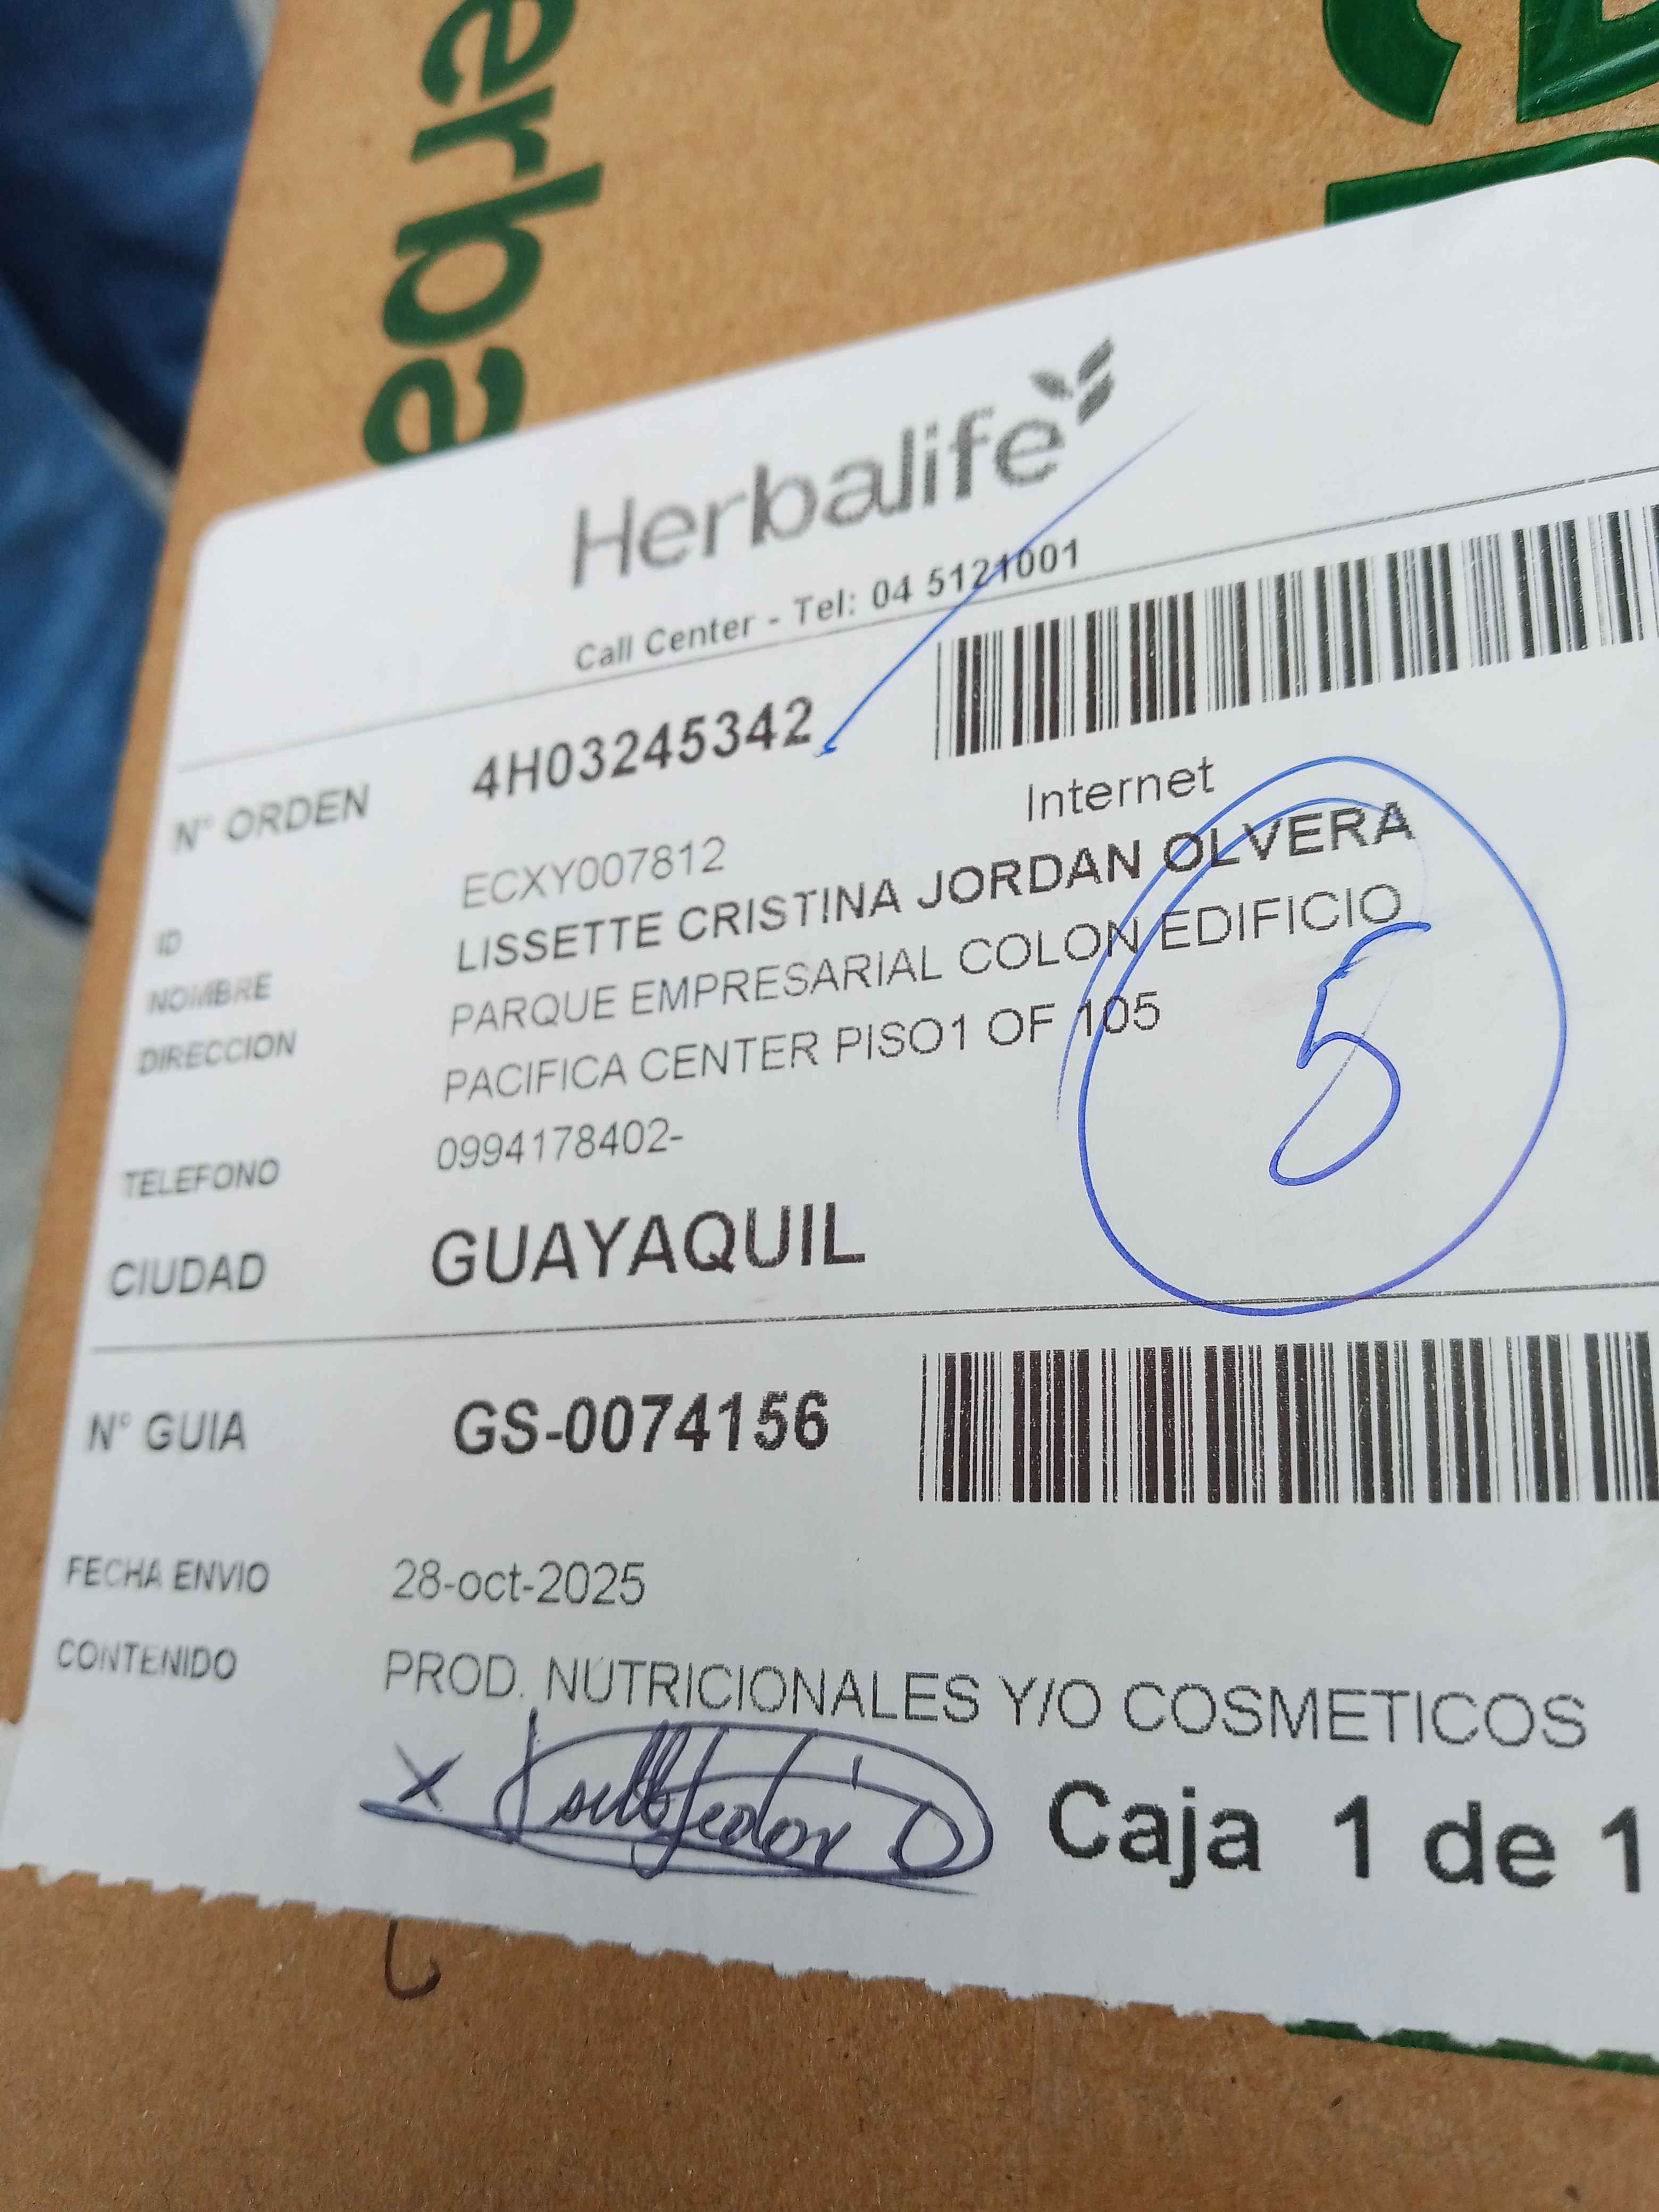 erba
Herbalife
Call Center - Tel: 04 5121001
N° ORDEN 4H03245342
Internet
ID ECXY007812
NOMBRE LISSETTE CRISTINA JORDAN OLVERA
DIRECCION PARQUE EMPRESARIAL COLON EDIFICIO
PACIFICA CENTER PISO1 OF 105
TELEFONO 0994178402-
CIUDAD GUAYAQUIL
5
N° GUIA GS-0074156
FECHA ENVIO 28-oct-2025
CONTENIDO PROD. NUTRICIONALES Y/O COSMETICOS
X
Caja 1 de 1